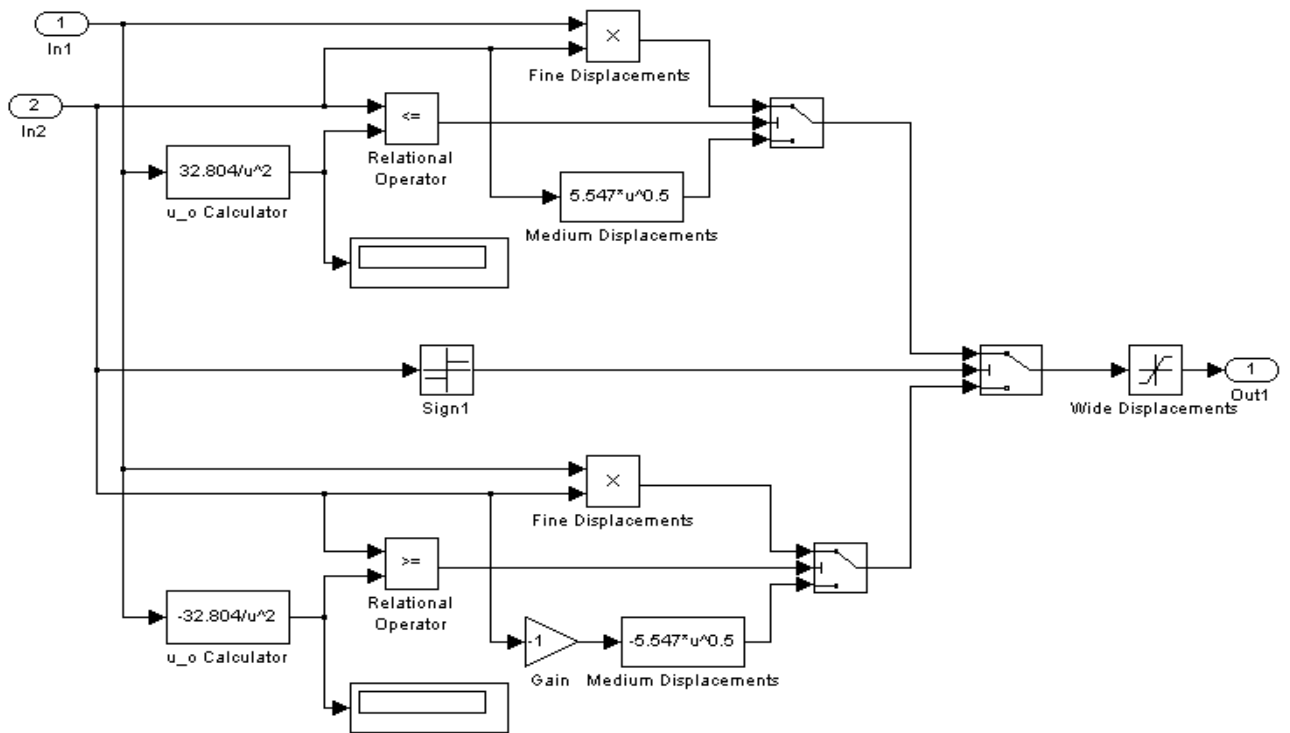 1
In1
×
Fine Displacements
2
In2
<=
Relational
Operator
32.804/u^2
u_o Calculator
5.547*u^0.5
Medium Displacements
Sign1
Wide Displacements
1
Out1
×
Fine Displacements
>=
Relational
Operator
-32.804/u^2
u_o Calculator
-1
Gain
-5.547*u^0.5
Medium Displacements